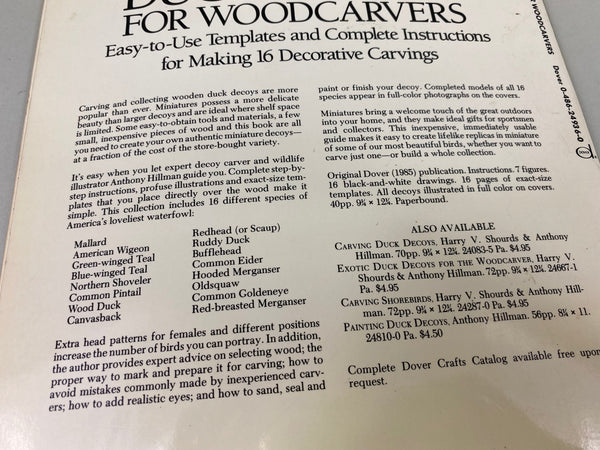 FOR WOODCARVERS
Easy-to-Use Templates and Complete Instructions
for Making 16 Decorative Carvings
Carving and collecting wooden duck decoys are more
popular than ever. Miniatures possess a more delicate
beauty than larger decoys and are ideal where shelf space
is limited. Some easy-to-obtain tools and materials, a few
small, inexpensive pieces of wood and this book are all
you need to create your own authentic miniature decoys—
at a fraction of the cost of the store-bought variety.
It's easy when you let expert decoy carver and wildlife
illustrator Anthony Hillman guide you. Complete step-by-
step instructions, profuse illustrations and exact-size tem-
plates that you place directly over the wood make it
simple. This collection includes 16 different species of
America's loveliest waterfowl:
Mallard
American Wigeon
Green-winged Teal
Blue-winged Teal
Northern Shoveler
Common Pintail
Wood Duck
Canvasback
Redhead (or Scaup)
Ruddy Duck
Bufflehead
Common Eider
Hooded Merganser
Oldsquaw
Common Goldeneye
Red-breasted Merganser
Extra head patterns for females and different positions
increase the number of birds you can portray. In addition,
the author provides expert advice on selecting wood; the
proper way to mark and prepare it for carving; how to
avoid mistakes commonly made by inexperienced carv-
ers; how to add realistic eyes; and how to sand, seal and
paint or finish your decoy. Completed models of all 16
species appear in full-color photographs on the covers.
Miniatures bring a welcome touch of the great outdoors
into your home, and they make ideal gifts for sportsmen
and collectors. This inexpensive, immediately usable
guide makes it easy to create lifelike replicas in miniature
of some of our most beautiful birds, whether you want to
carve just one—or build a whole collection.
Original Dover (1985) publication. Instructions. 7 figures.
16 black-and-white drawings. 16 pages of exact-size
templates. All decoys illustrated in full color on covers.
40pp. 9¼ × 12¼. Paperbound.
ALSO AVAILABLE
CARVING DUCK DECOYS, Harry V. Shourds & Anthony
Hillman. 70pp. 9¼ × 12¼. 24083-5 Pa. $4.95
EXOTIC DUCK DECOYS FOR THE WOODCARVER, Harry V.
Shourds & Anthony Hillman. 72pp. 9¼ × 12¼. 24667-1
Pa. $4.95
CARVING SHOREBIRDS, Harry V. Shourds & Anthony Hill-
man. 72pp. 9¼ × 12¼. 24287-0 Pa. $4.95
PAINTING DUCK DECOYS, Anthony Hillman. 56pp. 8¼ × 11.
24810-0 Pa. $4.50
Complete Dover Crafts Catalog available free upon
request.
WOODCARVERS
Dover 0-486-24936-0